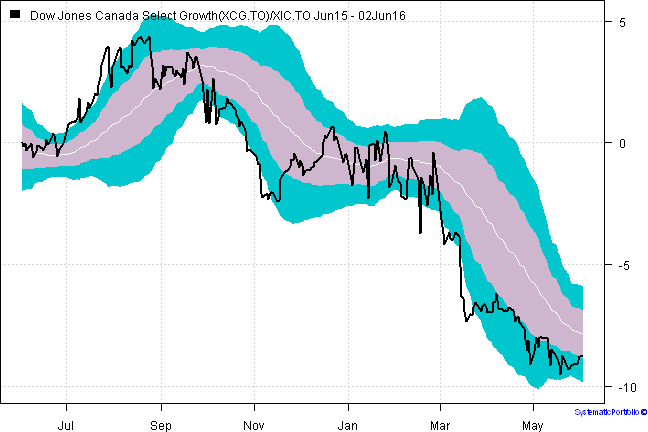 Dow Jones Canada Select Growth(XCG.TO)/XIC.TO Jun15 - 02Jun16
5
0
-5
-10
Jul Sep Nov Jan Mar May
SystematicPortfolio ©